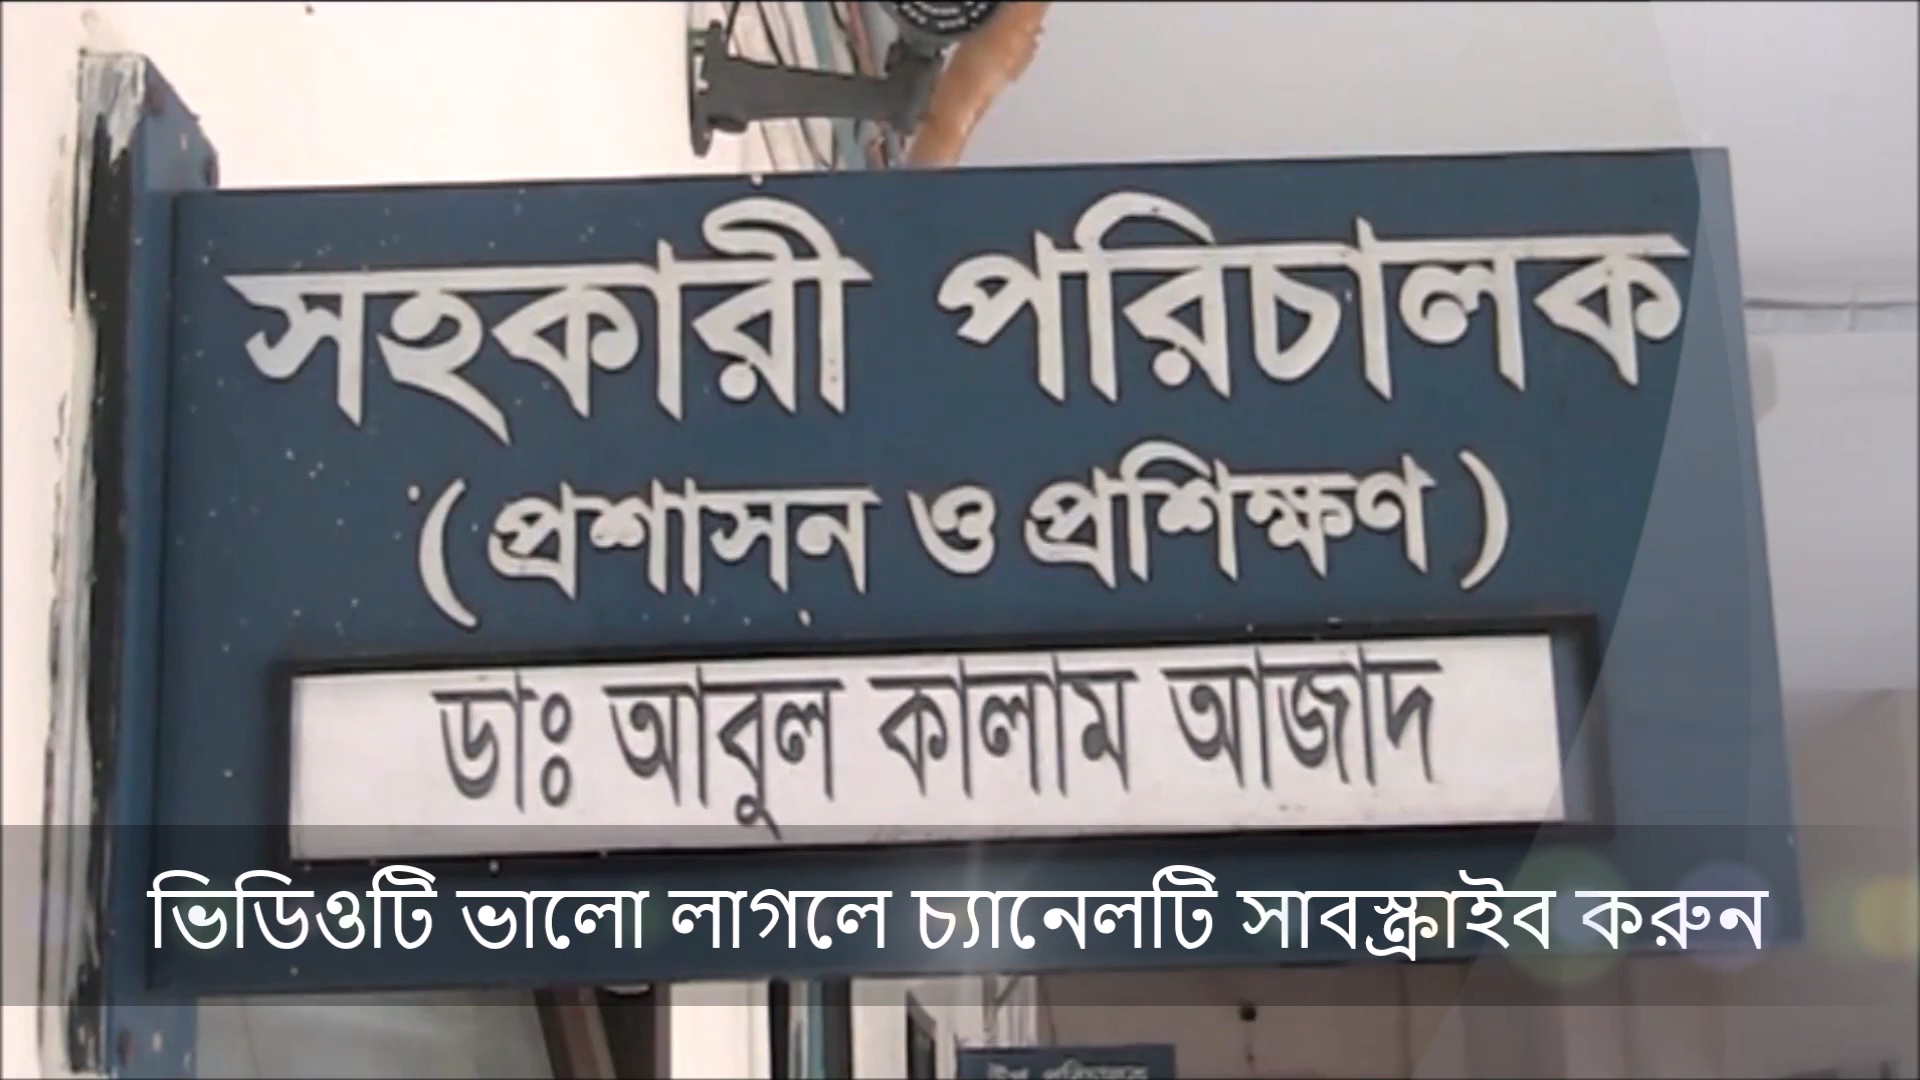 সহকারী পরিচালক
(প্রশাসন ও প্রশিক্ষণ)
ডাঃ আবুল কালাম আজাদ
ভিডিওটি ভালো লাগলে চ্যানেলটি সাবস্ক্রাইব করুন